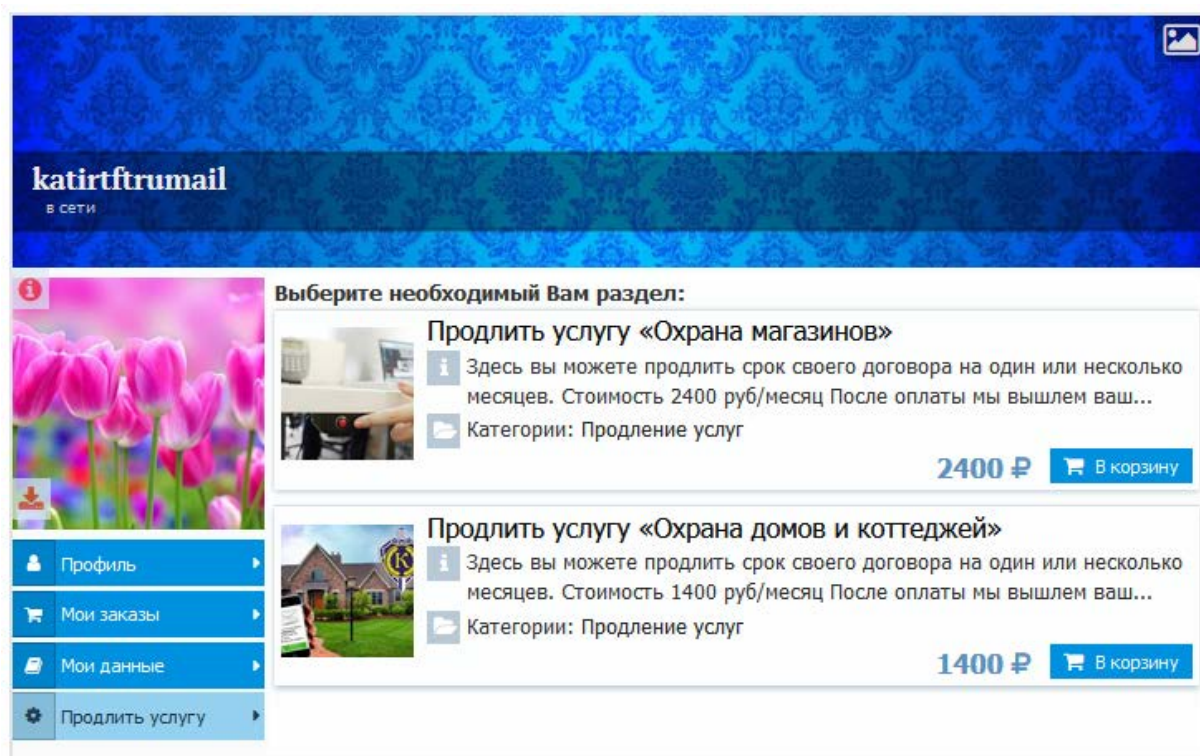 katirtftrumail
в сети
Выберите необходимый Вам раздел:
Продлить услугу «Охрана магазинов»
Здесь вы можете продлить срок своего договора на один или несколько
месяцев. Стоимость 2400 руб/месяц После оплаты мы вышлем ваш...
Категории: Продление услуг
2400 ₽ В корзину
Продлить услугу «Охрана домов и коттеджей»
Здесь вы можете продлить срок своего договора на один или несколько
месяцев. Стоимость 1400 руб/месяц После оплаты мы вышлем ваш...
Категории: Продление услуг
1400 ₽ В корзину
Профиль
Мои заказы
Мои данные
Продлить услугу